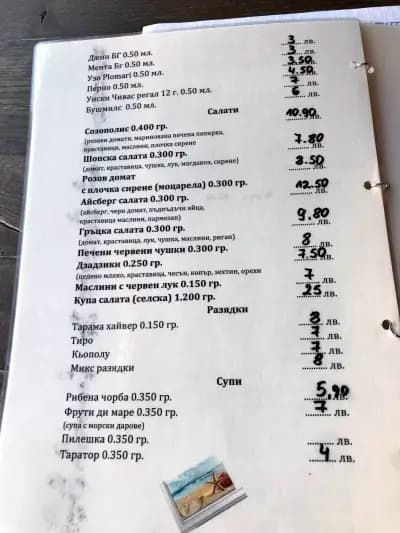 Джин БГ 0.50 мл. 3 лв.
Мента Бг 0.50 мл. 3 лв.
Узо Plomari 0.50 мл. 3.50 лв.
Перно 0.50 мл. 4.50 лв.
Уиски Чивас регал 12 г. 0.50 мл. 7 лв.
Бушмилс 0.50 мл. 6 лв.
Салати
Созополис 0.400 гр. 10.90 лв.
(розови домати, маринована печена пиперка,
краставица, маслини, плочка сирене
Шопска салата 0.300 гр. 7.80 лв.
(домат, краставица, чушка, лук, магданоз, сирене)
Розов домат 8.50 лв.
с плочка сирене (моцарела) 0.300 гр.
Айсберг салата 0.300 гр. 12.50 лв.
(айсберг, чери домат, пъдпъдъчи яйца,
краставица маслини, пармезан)
Гръцка салата 0.300 гр. 9.80 лв.
(домат, краставица, лук, чушка, маслини, риган)
Печени червени чушки 0.300 гр. 8 лв.
Дзадзики 0.250 гр. 7.50 лв.
(цедено мляко, краставица, чесън, копър, зехтин, орехи
Маслини с червен лук 0.150 гр. 7 лв.
Купа салата (селска) 1.200 гр. 25 лв.
Разядки
Тарама хайвер 0.150 гр. 8 лв.
Тиро 7 лв.
Кьополу 7 лв.
Микс разядки 8 лв.
Супи
Рибена чорба 0.350 гр. 5,90 лв.
Фрути ди маре 0.350 гр. 7 лв.
(супа с морски дарове)
Пилешка 0.350 гр. лв.
Таратор 0.350 гр. 4 лв.